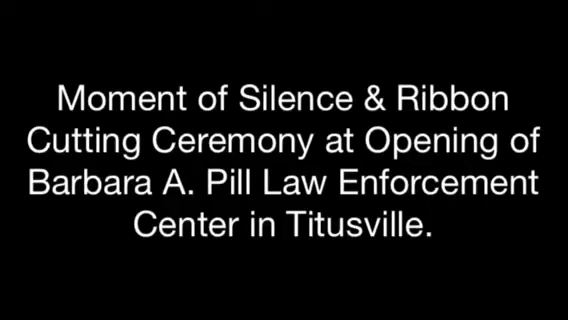 Moment of Silence & Ribbon
Cutting Ceremony at Opening of
Barbara A. Pill Law Enforcement
Center in Titusville.